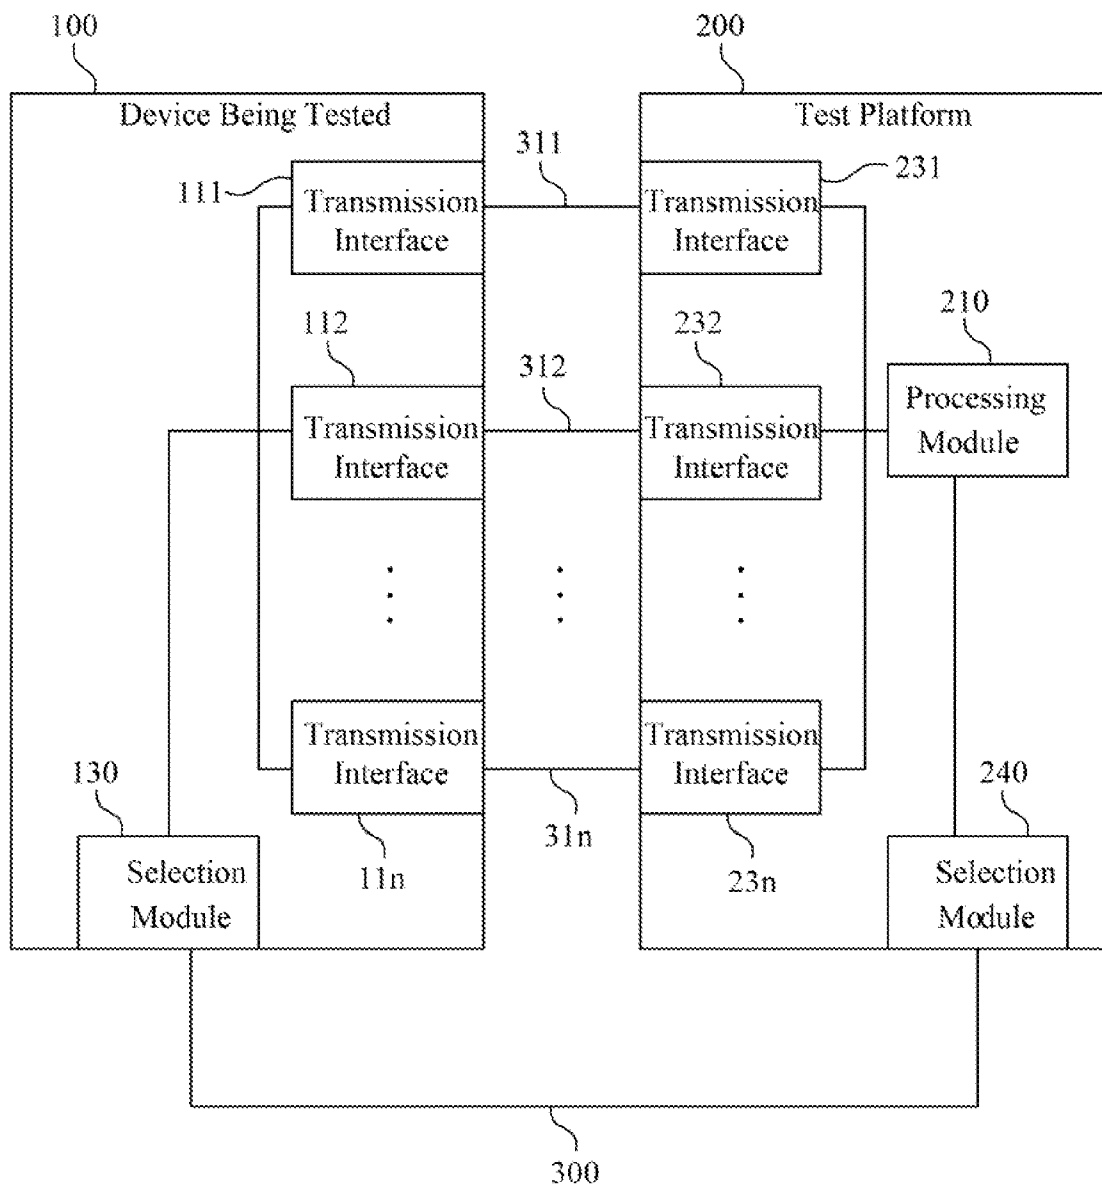 100
200
Device Being Tested
Test Platform
311
111
Transmission
Interface
Transmission
Interface
231
112
312
232
210
Transmission
Interface
Transmission
Interface
Processing
Module
Transmission
Interface
Transmission
Interface
130
31n
240
11n
23n
Selection
Module
Selection
Module
300